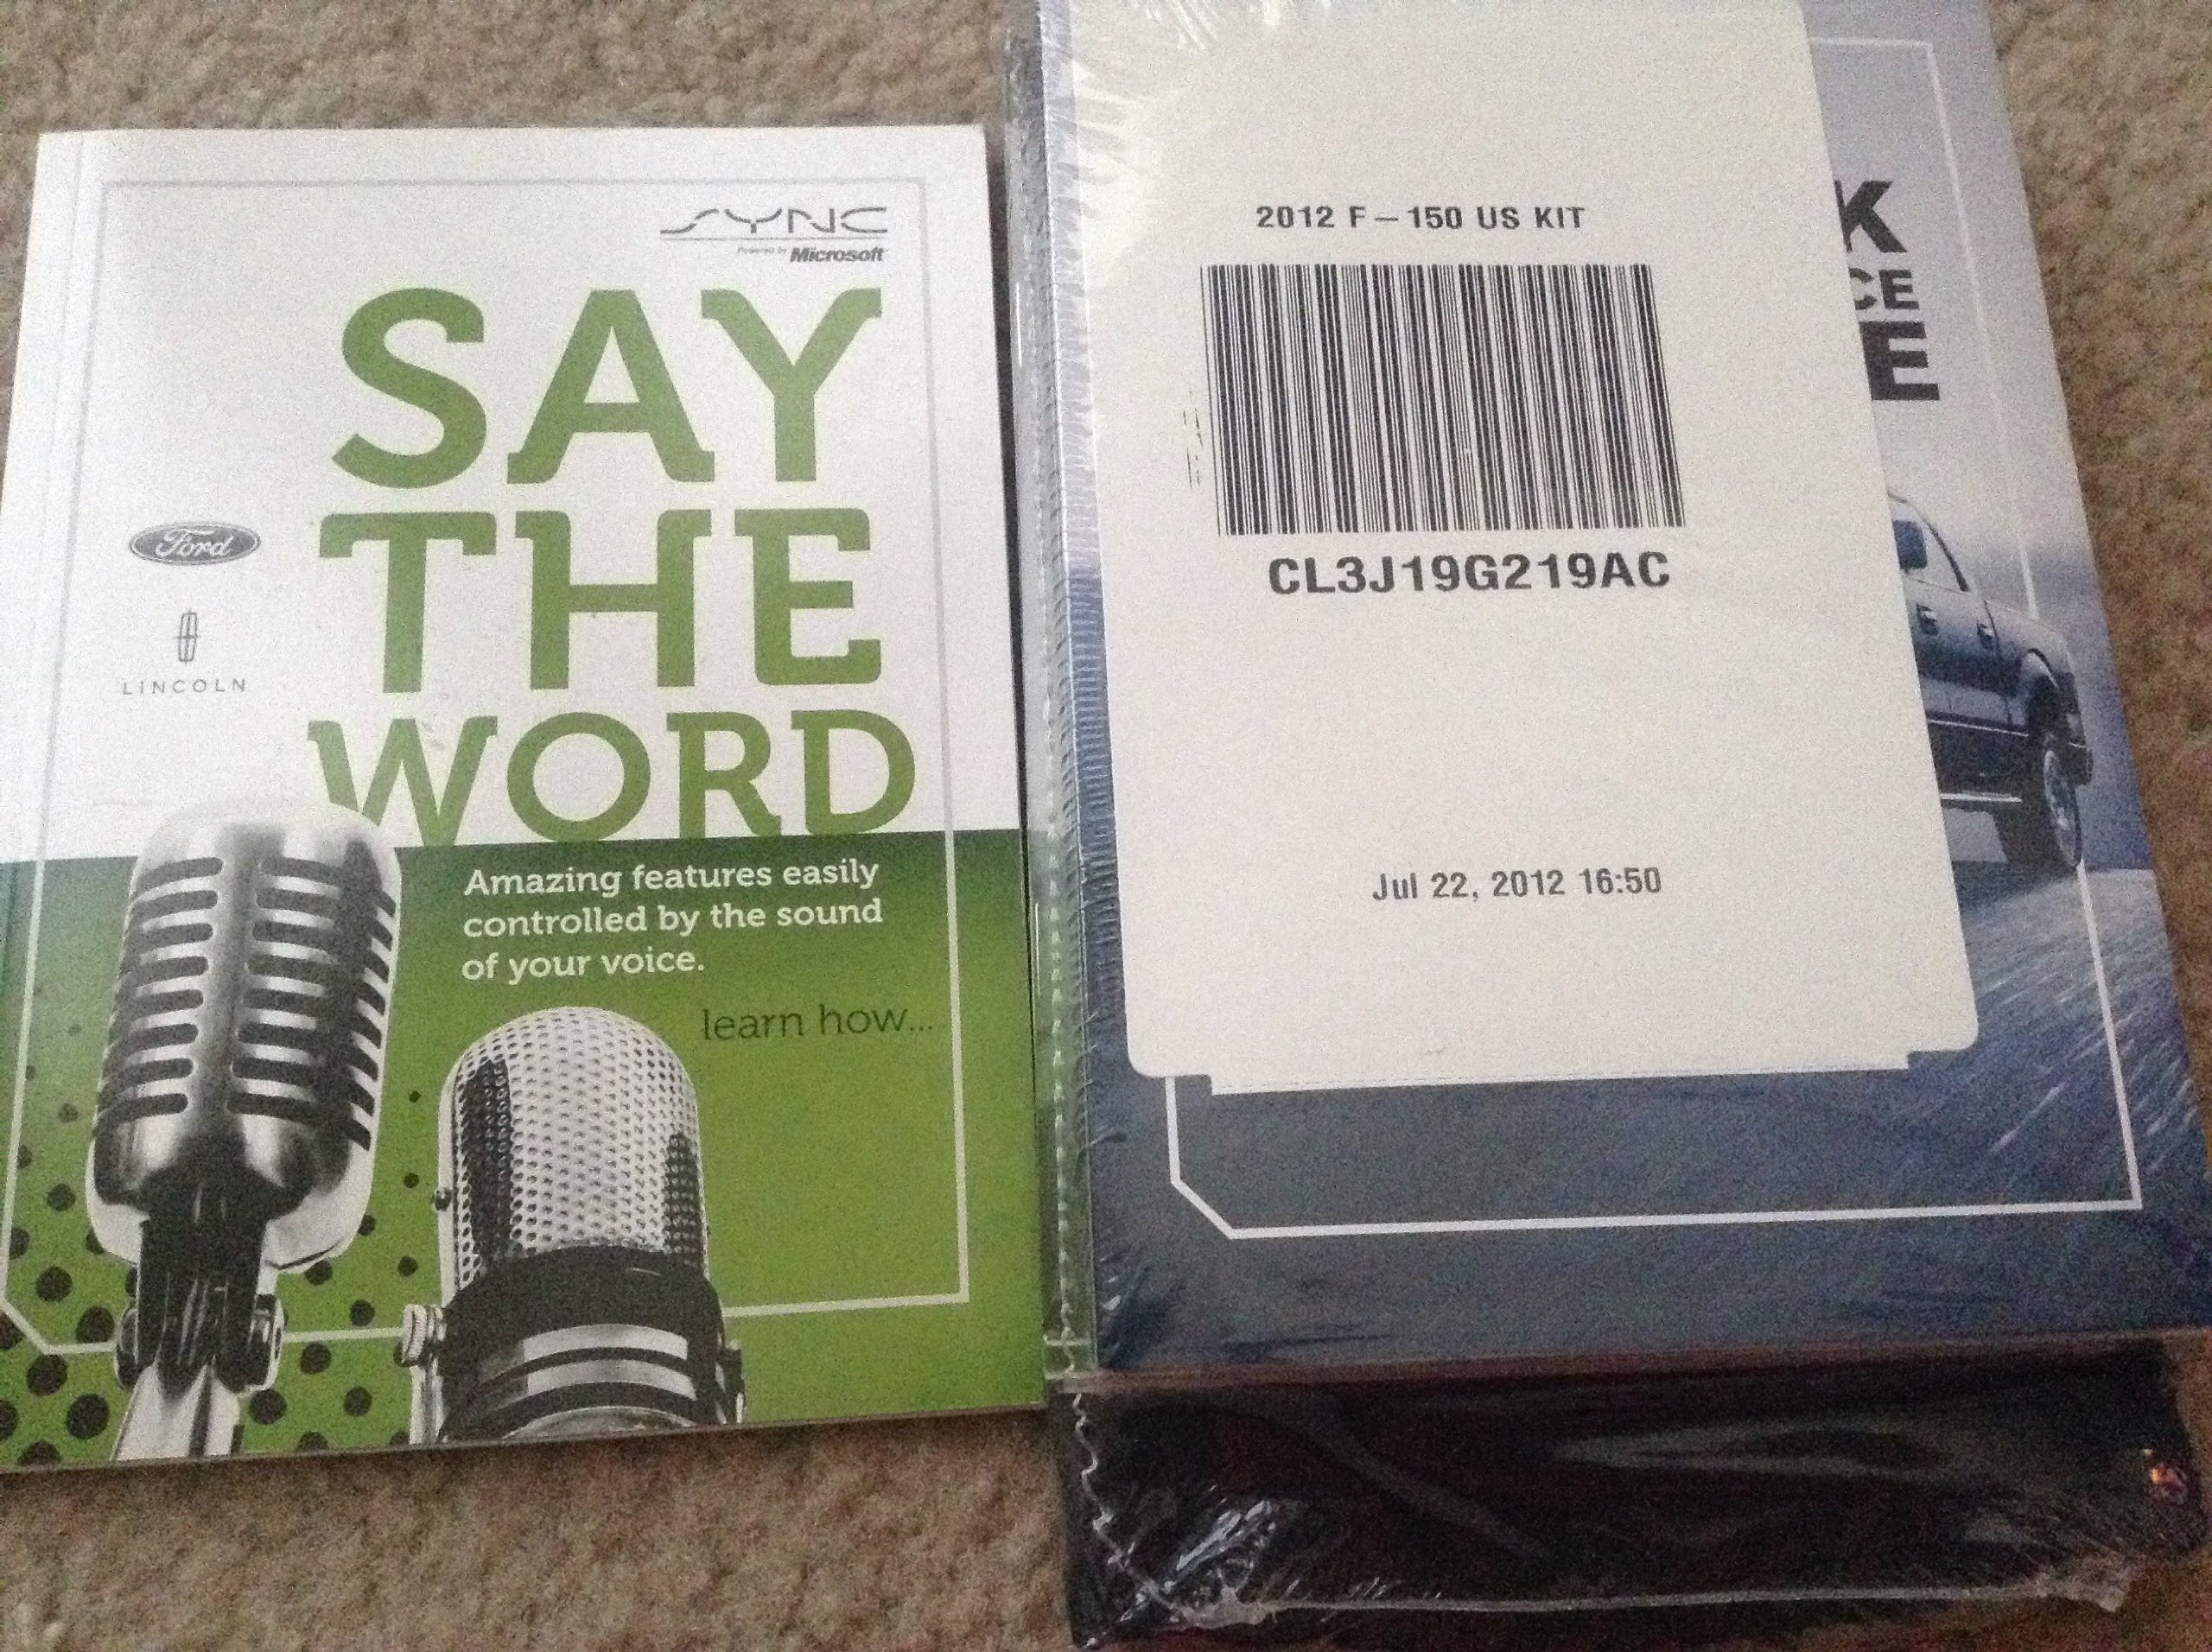 SYNC
Powered by Microsoft
SAY
THE
WORD
Ford
LINCOLN
Amazing features easily
controlled by the sound
of your voice.
learn how...
2012 F-150 US KIT
CL3J19G219AC
Jul 22, 2012 16:50
K
CE
E